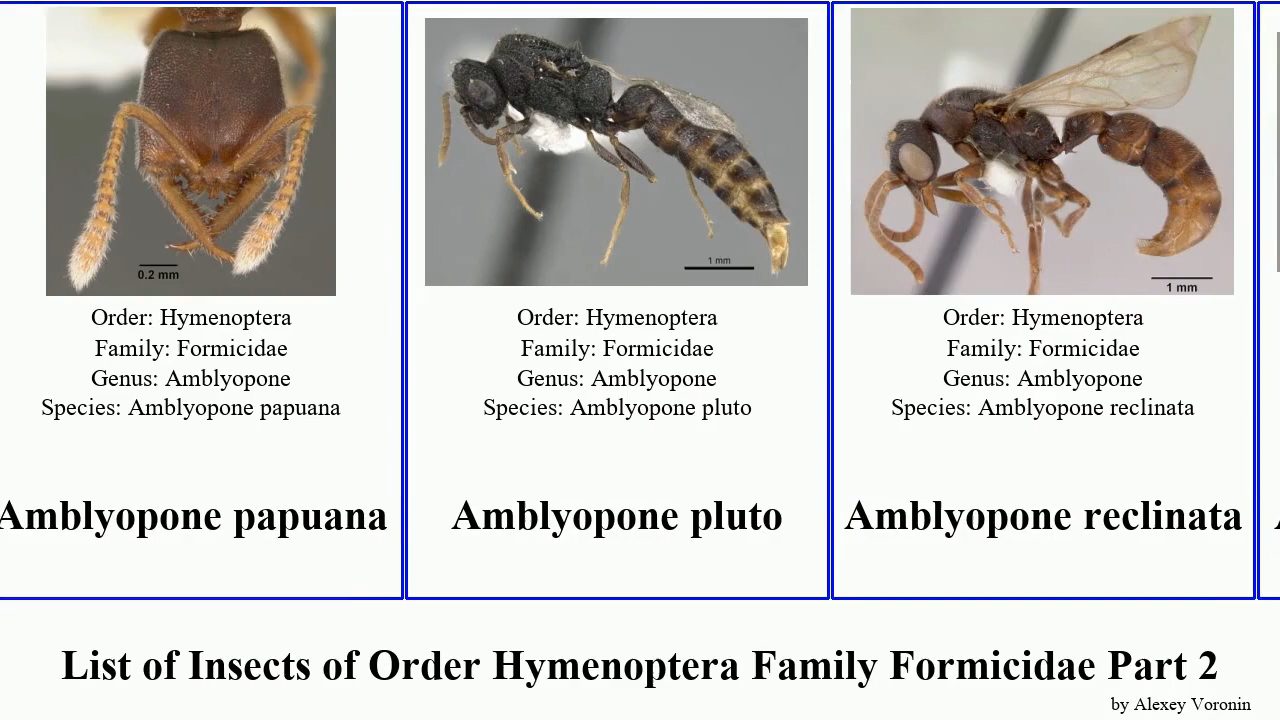 0.2 mm
Order: Hymenoptera
Family: Formicidae
Genus: Amblyopone
Species: Amblyopone papuana
Amblyopone papuana
1 mm
Order: Hymenoptera
Family: Formicidae
Genus: Amblyopone
Species: Amblyopone pluto
Amblyopone pluto
1 mm
Order: Hymenoptera
Family: Formicidae
Genus: Amblyopone
Species: Amblyopone reclinata
Amblyopone reclinata
List of Insects of Order Hymenoptera Family Formicidae Part 2
by Alexey Voronin